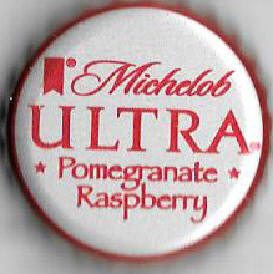 Michelob®
ULTRA®
★ Pomegranate ★
Raspberry